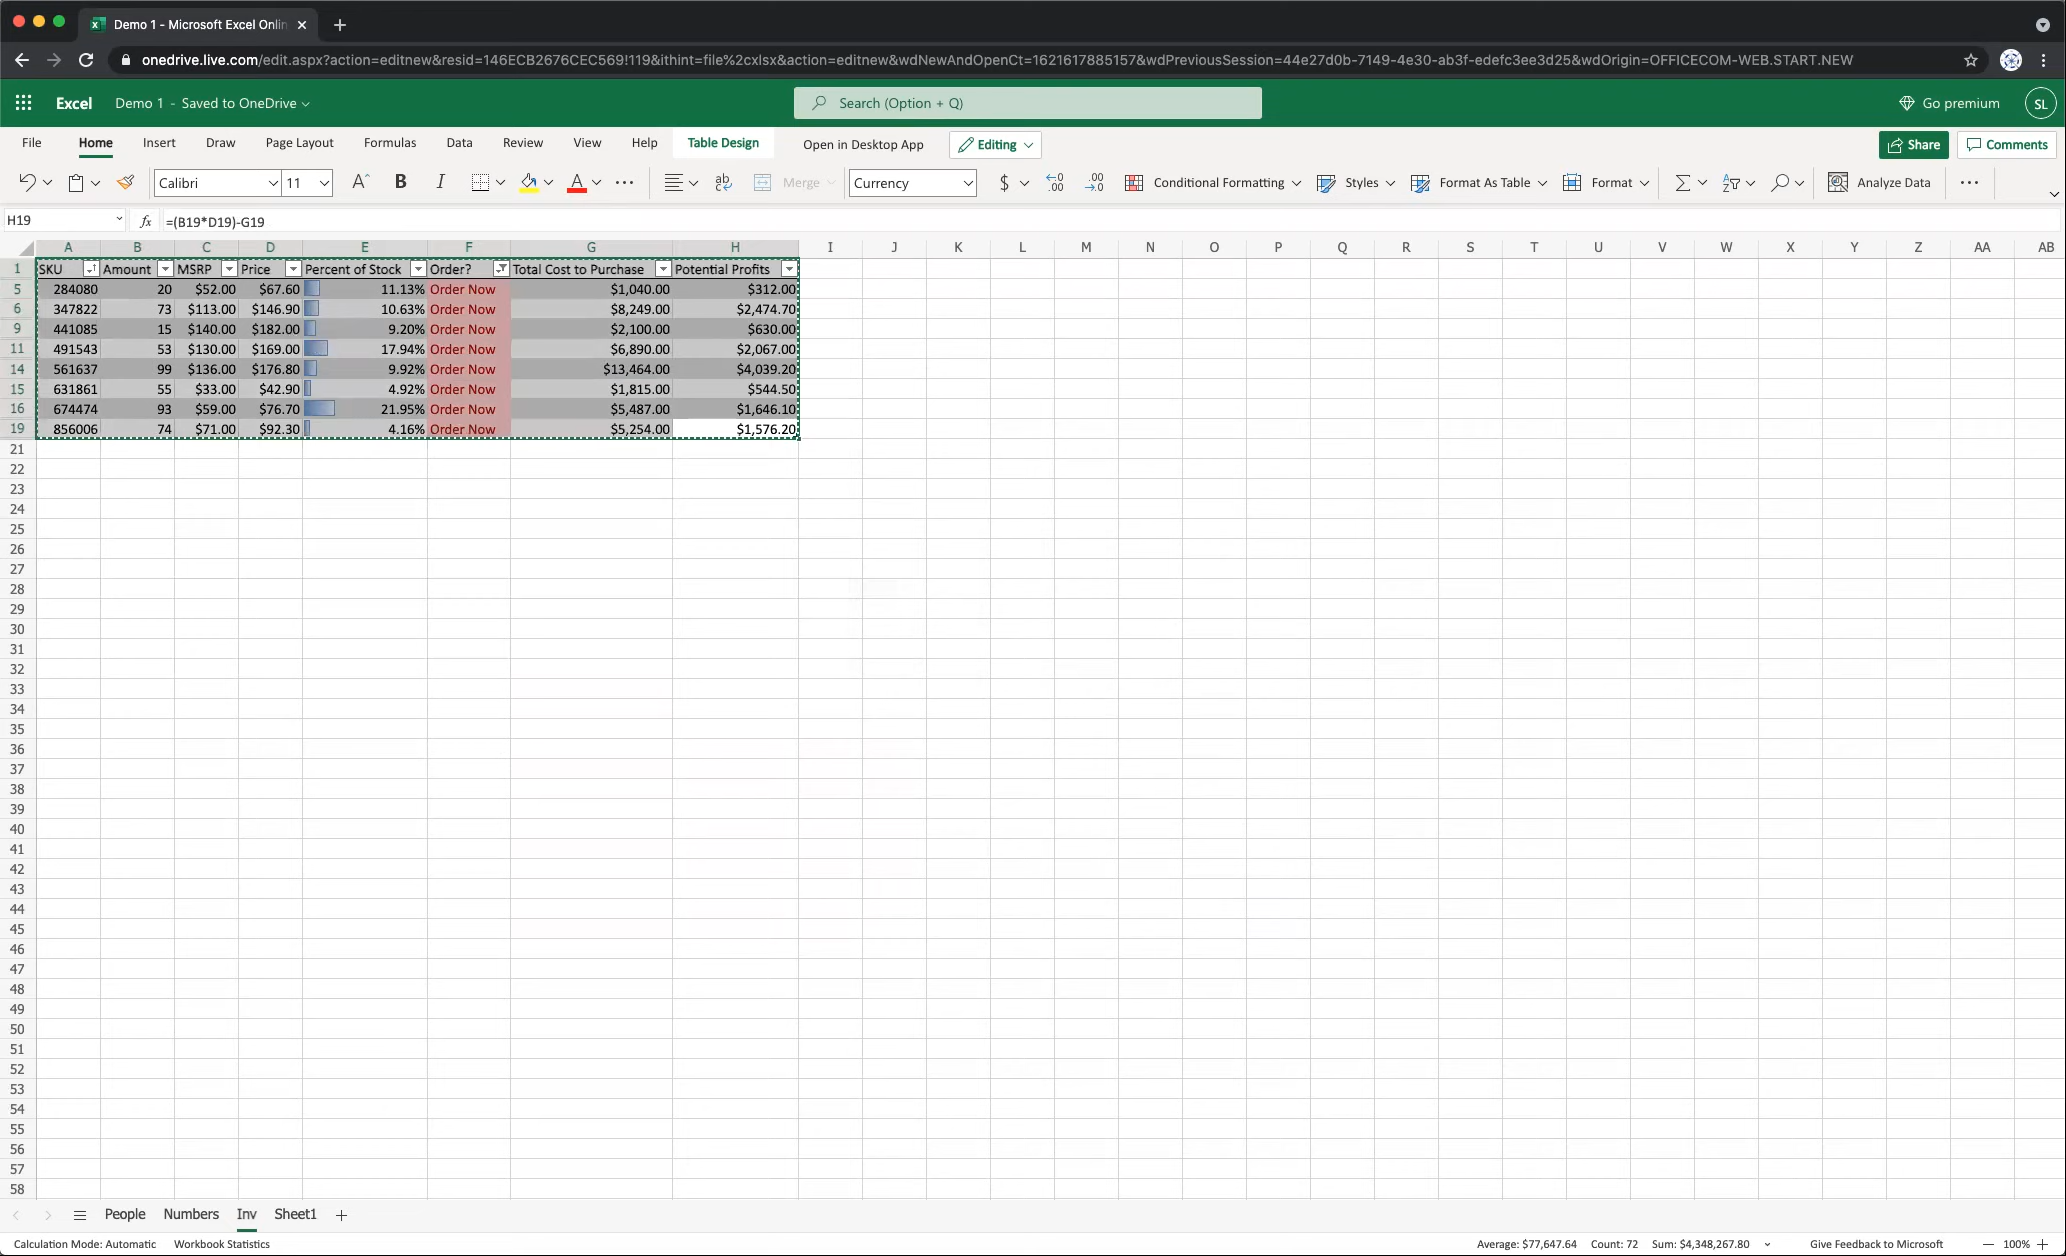 Demo 1 - Microsoft Excel Onlin
onedrive.live.com/edit.aspx?action=editnew&resid=146ECB2676CEC569!119&ithint=file%2cxlsx&action=editnew&wdNewAndOpenCt=1621617885157&wdPreviousSession=44e27d0b-7149-4e30-ab3f-edefc3ee3d25&wdOrigin=OFFICECOM-WEB.START.NEW
Excel Demo 1 - Saved to OneDrive Search (Option + Q) Go premium SL
File Home Insert Draw Page Layout Formulas Data Review View Help Table Design Open in Desktop App Editing Share Comments
Calibri 11 A B I A ab Merge Currency $ .00 .00 Conditional Formatting Styles Format As Table Format Analyze Data
H19 fx =(B19*D19)-G19
A B C D E F G H I J K L M N O P Q R S T U V W X Y Z AA AB
1 SKU Amount MSRP Price Percent of Stock Order? Total Cost to Purchase Potential Profits
5 284080 20 $52.00 $67.60 11.13% Order Now $1,040.00 $312.00
6 347822 73 $113.00 $146.90 10.63% Order Now $8,249.00 $2,474.70
9 441085 15 $140.00 $182.00 9.20% Order Now $2,100.00 $630.00
11 491543 53 $130.00 $169.00 17.94% Order Now $6,890.00 $2,067.00
14 561637 99 $136.00 $176.80 9.92% Order Now $13,464.00 $4,039.20
15 631861 55 $33.00 $42.90 4.92% Order Now $1,815.00 $544.50
16 674474 93 $59.00 $76.70 21.95% Order Now $5,487.00 $1,646.10
19 856006 74 $71.00 $92.30 4.16% Order Now $5,254.00 $1,576.20
21
22
23
24
25
26
27
28
29
30
31
32
33
34
35
36
37
38
39
40
41
42
43
44
45
46
47
48
49
50
51
52
53
54
55
56
57
58
People Numbers Inv Sheet1
Calculation Mode: Automatic Workbook Statistics Average: $77,647.64 Count: 72 Sum: $4,348,267.80 Give Feedback to Microsoft 100%